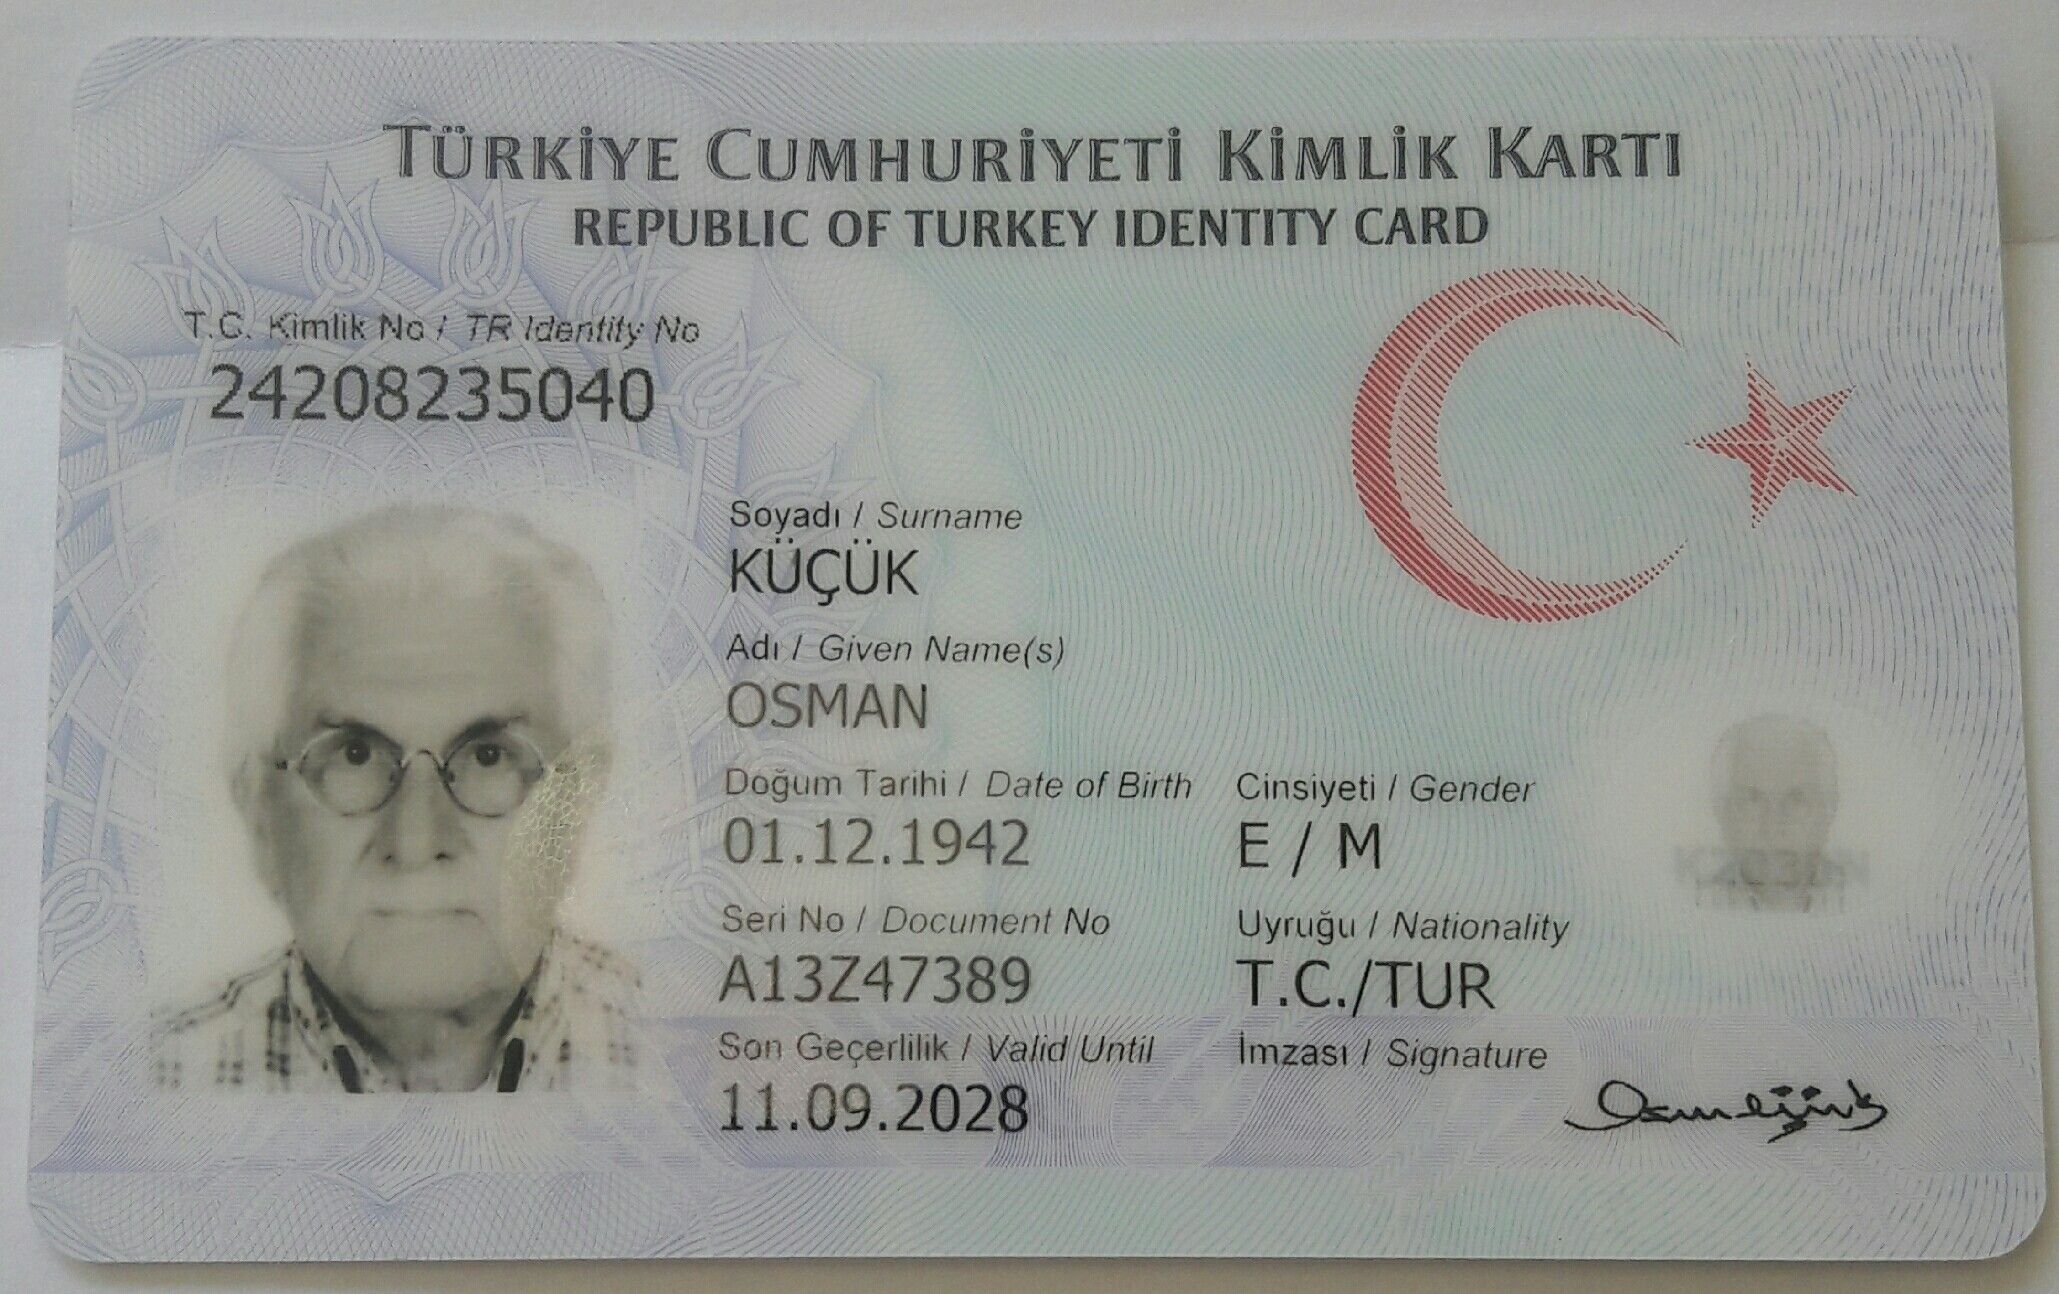 TÜRKİYE CUMHURİYETİ KİMLİK KARTI
REPUBLIC OF TURKEY IDENTITY CARD
T.C. Kimlik No / TR Identity No
24208235040
Soyadı / Surname
KÜÇÜK
Adı / Given Name(s)
OSMAN
Doğum Tarihi / Date of Birth
01.12.1942
Cinsiyeti / Gender
E / M
Seri No / Document No
A13Z47389
Uyruğu / Nationality
T.C./TUR
Son Geçerlilik / Valid Until
11.09.2028
İmzası / Signature